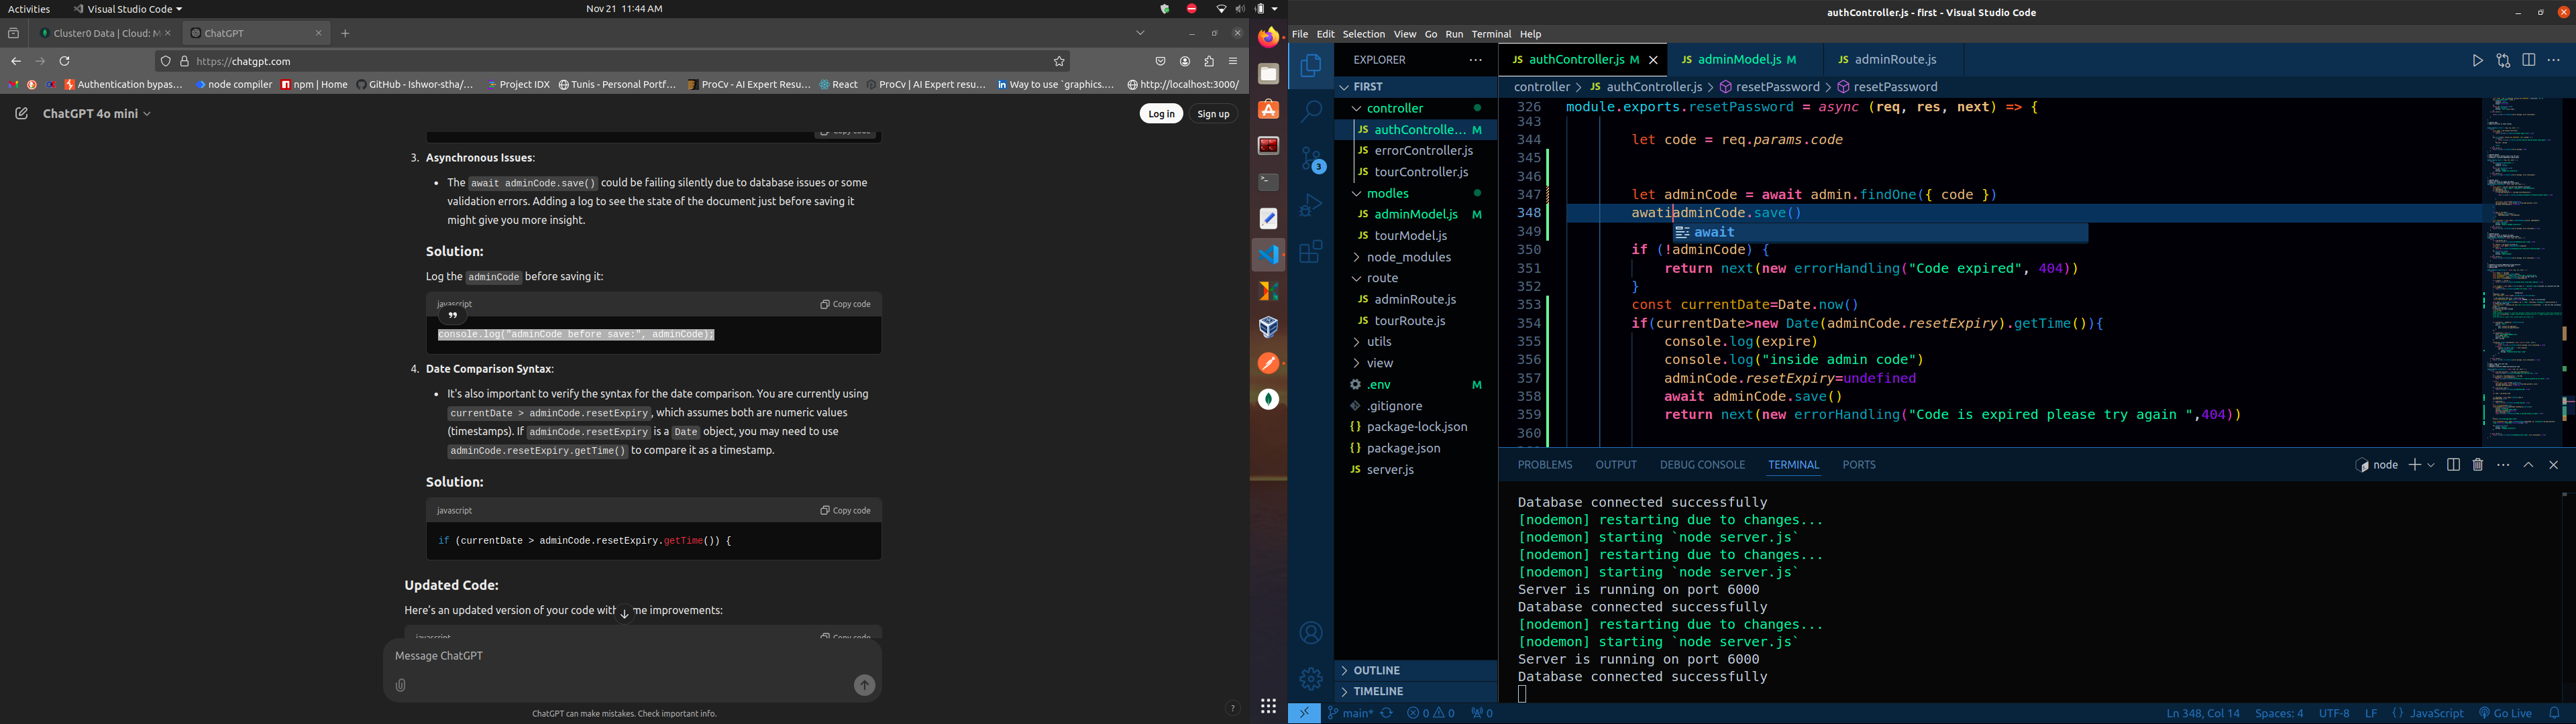 Activities
Visual Studio Code
Nov 21 11:44 AM
Cluster0 Data | Cloud: M
ChatGPT
https://chatgpt.com
Authentication bypas…
node compiler
npm | Home
GitHub - Ishwor-stha/…
Project IDX
Tunis - Personal Portf…
ProCv - AI Expert Resu…
React
ProCv | AI Expert resu…
Way to use `graphics.…
http://localhost:3000/
ChatGPT 4o mini
Log in
Sign up
Copy code
3. Asynchronous Issues:
The await adminCode.save() could be failing silently due to database issues or some
validation errors. Adding a log to see the state of the document just before saving it
might give you more insight.
Solution:
Log the adminCode before saving it:
javascript
Copy code
console.log("adminCode before save:", adminCode);
4. Date Comparison Syntax:
It's also important to verify the syntax for the date comparison. You are currently using
currentDate > adminCode.resetExpiry, which assumes both are numeric values
(timestamps). If adminCode.resetExpiry is a Date object, you may need to use
adminCode.resetExpiry.getTime() to compare it as a timestamp.
Solution:
javascript
Copy code
if (currentDate > adminCode.resetExpiry.getTime()) {
Updated Code:
Here's an updated version of your code with me improvements:
javascript
Copy code
Message ChatGPT
ChatGPT can make mistakes. Check important info.
?
authController.js - first - Visual Studio Code
File Edit Selection View Go Run Terminal Help
EXPLORER
FIRST
controller
JS authControlle… M
JS errorController.js
JS tourController.js
modles
JS adminModel.js M
JS tourModel.js
node_modules
route
JS adminRoute.js
JS tourRoute.js
utils
view
.env M
.gitignore
{} package-lock.json
{} package.json
JS server.js
OUTLINE
TIMELINE
3
JS authController.js M
JS adminModel.js M
JS adminRoute.js
controller > JS authController.js > resetPassword > resetPassword
326 module.exports.resetPassword = async (req, res, next) => {
343
344 let code = req.params.code
345
346
347 let adminCode = await admin.findOne({ code })
348 awatiadminCode.save()
349
await
350 if (!adminCode) {
351 return next(new errorHandling("Code expired", 404))
352 }
353 const currentDate=Date.now()
354 if(currentDate>new Date(adminCode.resetExpiry).getTime()){
355 console.log(expire)
356 console.log("inside admin code")
357 adminCode.resetExpiry=undefined
358 await adminCode.save()
359 return next(new errorHandling("Code is expired please try again ",404))
360
PROBLEMS OUTPUT DEBUG CONSOLE TERMINAL PORTS
node
Database connected successfully
[nodemon] restarting due to changes...
[nodemon] starting `node server.js`
[nodemon] restarting due to changes...
[nodemon] starting `node server.js`
Server is running on port 6000
Database connected successfully
[nodemon] restarting due to changes...
[nodemon] starting `node server.js`
Server is running on port 6000
Database connected successfully
main* 0 0 0
Ln 348, Col 14 Spaces: 4 UTF-8 LF {} JavaScript Go Live